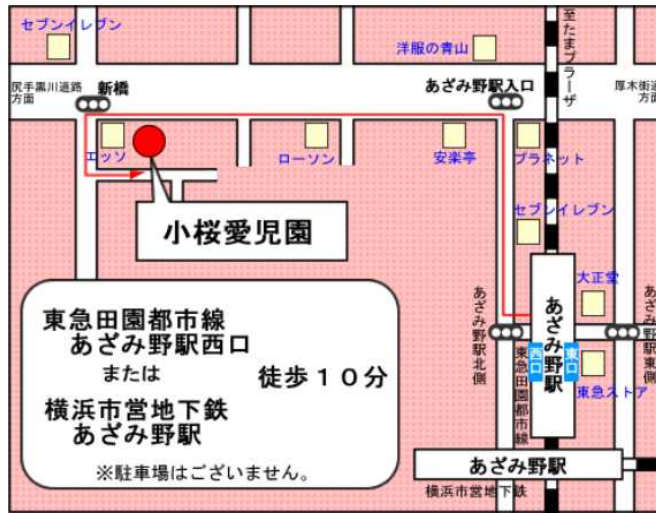 セブンイレブン
洋服の青山
至たまプラーザ
尻手黒川道路
方面
新橋
あざみ野駅入口
厚木街道
方面
エッソ
ローソン
安楽亭
プラネット
小桜愛児園
セブンイレブン
大正堂
あざみ野駅北側
あざみ野駅
西口
東口
あざみ野駅東側
東急田園都市線
東急ストア
東急田園都市線
あざみ野駅西口
または
徒歩１０分
横浜市営地下鉄
あざみ野駅
※駐車場はございません。
あざみ野駅
横浜市営地下鉄